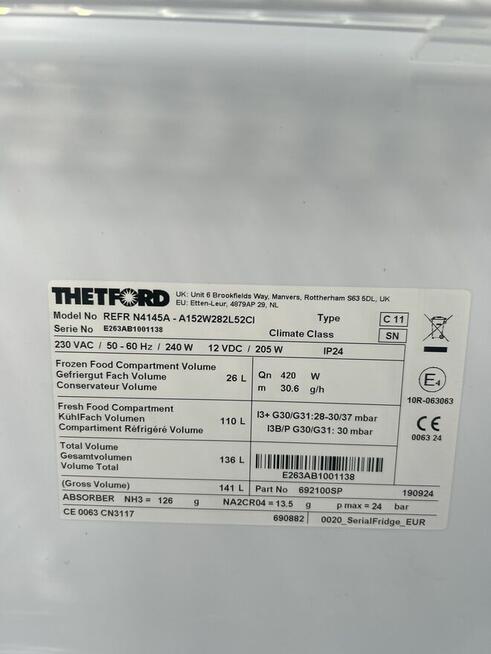 THETFORD
UK: Unit 6 Brookfields Way, Manvers, Rottherham S63 5DL, UK
EU: Etten-Leur, 4879AP 29, NL
Model No REFR N4145A - A152W282L52CI Type C 11
Serie No E263AB1001138 Climate Class SN
230 VAC / 50 - 60 Hz / 240 W 12 VDC / 205 W IP24
Frozen Food Compartment Volume
Gefriergut Fach Volume 26 L
Conservateur Volume
Qn 420 W
m 30.6 g/h
E4
10R-063063
Fresh Food Compartment
KühlFach Volumen 110 L
Compartiment Réfrigéré Volume
I3+ G30/G31:28-30/37 mbar
I3B/P G30/G31: 30 mbar
CE
0063 24
Total Volume
Gesamtvolumen 136 L
Volume Total
E263AB1001138
(Gross Volume) 141 L Part No 692100SP 190924
ABSORBER NH3 = 126 g NA2CR04 = 13.5 g p max = 24 bar
CE 0063 CN3117 690882 0020_SerialFridge_EUR